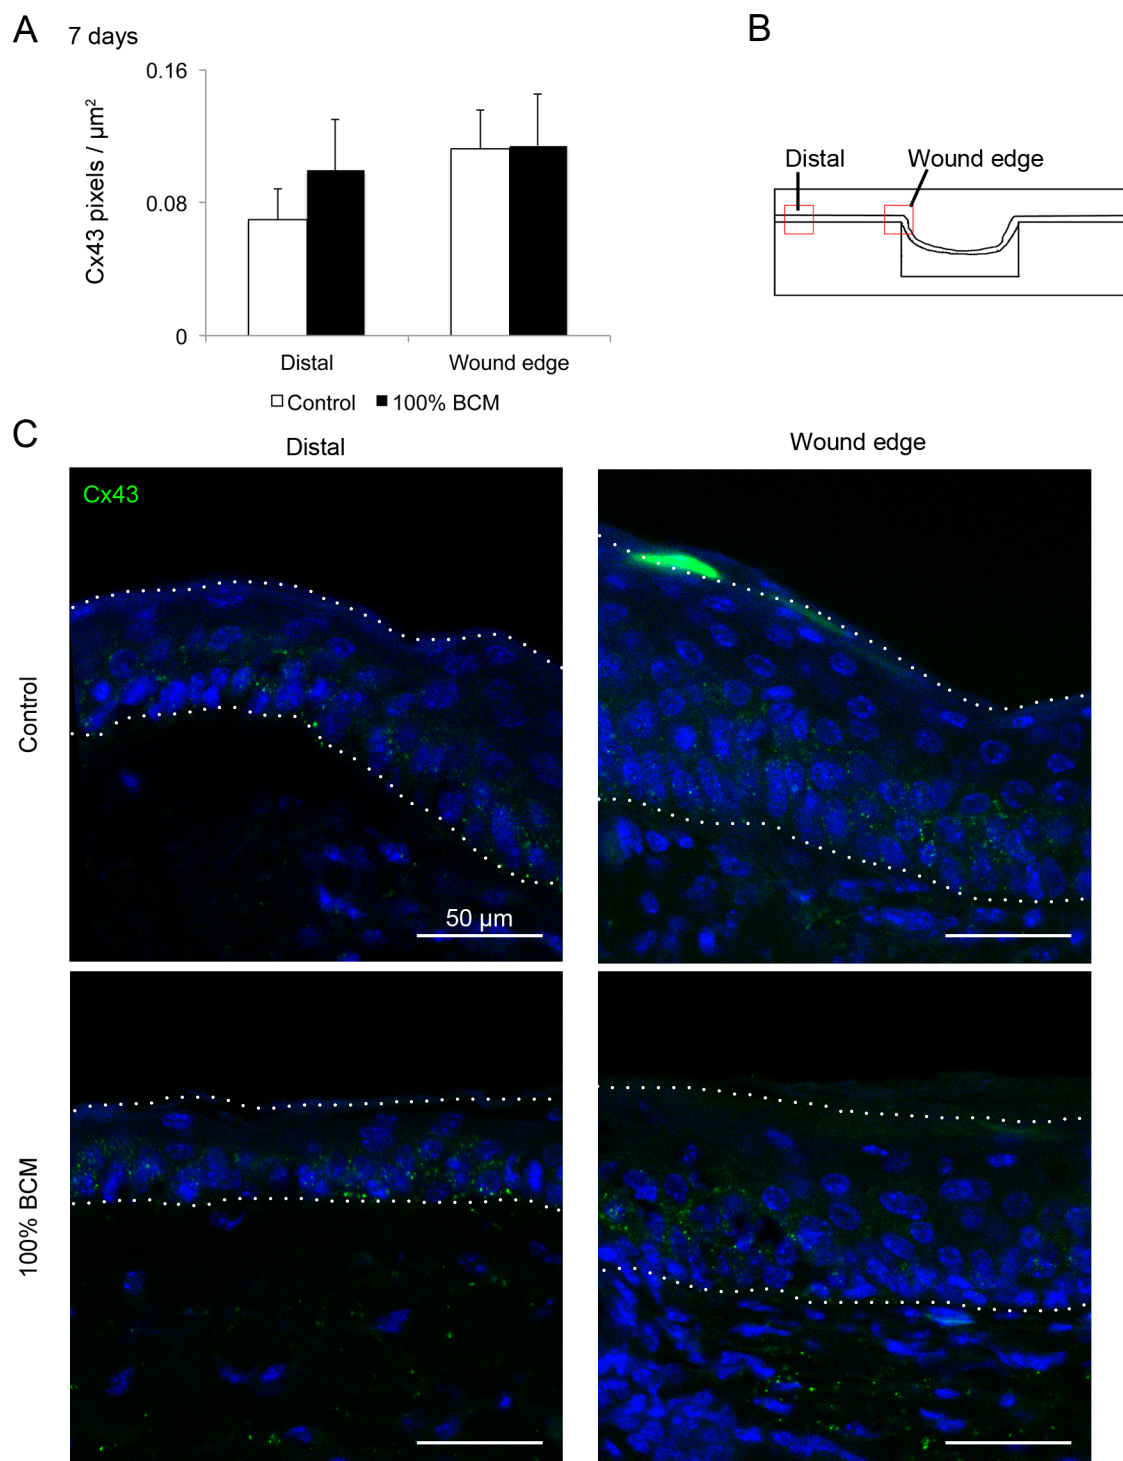 A
7 days
0.16
0.08
0
Cx43 pixels / µm²
Distal
Wound edge
Control
100% BCM
B
Distal
Wound edge
C
Distal
Wound edge
Control
Cx43
50 µm
100% BCM